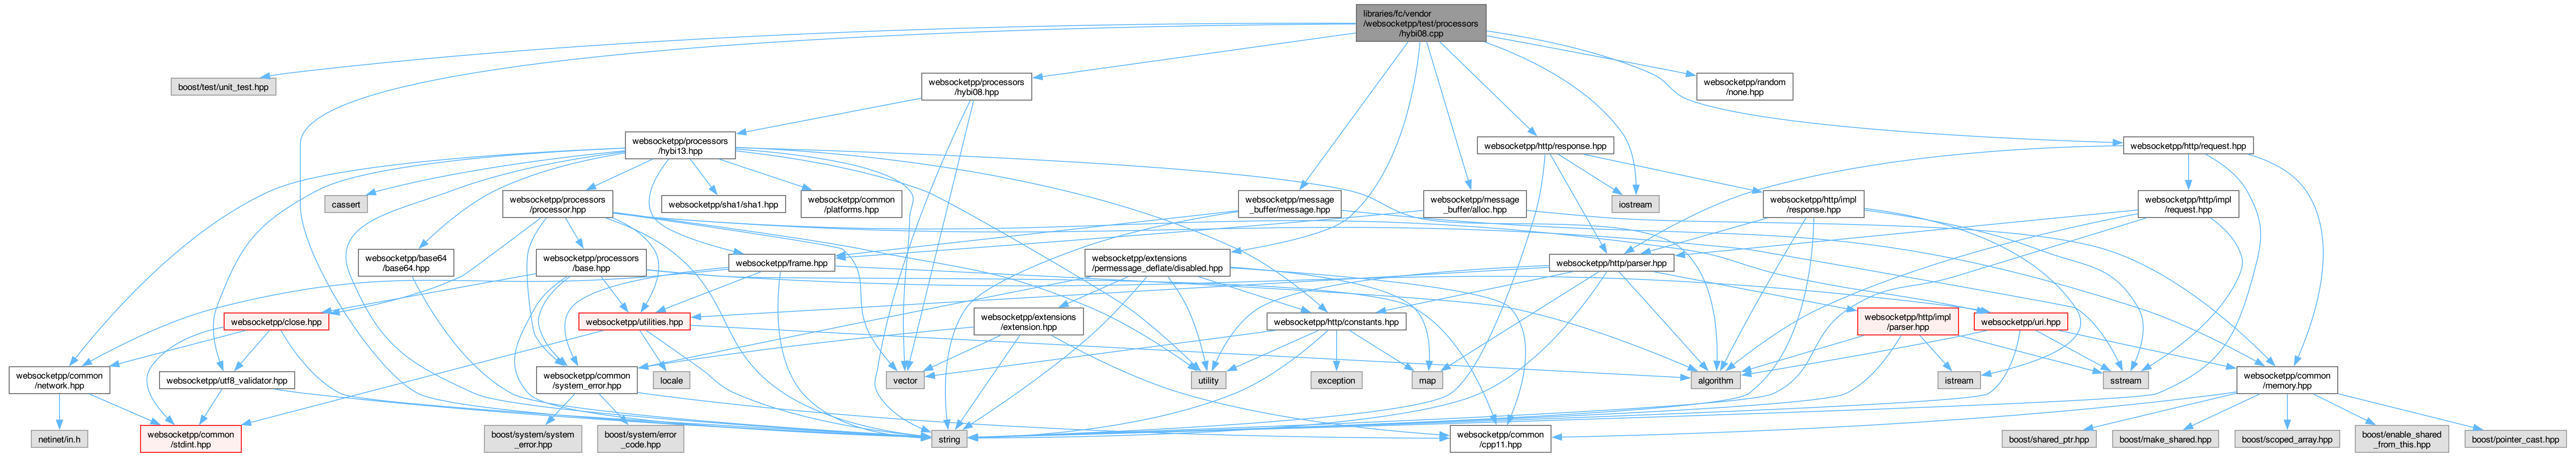 libraries/fc/vendor
/websocketpp/test/processors
/hybi08.cpp
boost/test/unit_test.hpp
websocketpp/processors
/hybi08.hpp
websocketpp/random
/none.hpp
websocketpp/processors
/hybi13.hpp
websocketpp/http/response.hpp
websocketpp/http/request.hpp
cassert
websocketpp/processors
/processor.hpp
websocketpp/sha1/sha1.hpp
websocketpp/common
/platforms.hpp
websocketpp/message
_buffer/message.hpp
websocketpp/message
_buffer/alloc.hpp
iostream
websocketpp/http/impl
/response.hpp
websocketpp/http/impl
/request.hpp
websocketpp/base64
/base64.hpp
websocketpp/processors
/base.hpp
websocketpp/frame.hpp
websocketpp/extensions
/permessage_deflate/disabled.hpp
websocketpp/http/parser.hpp
websocketpp/close.hpp
websocketpp/utilities.hpp
websocketpp/extensions
/extension.hpp
websocketpp/http/constants.hpp
websocketpp/http/impl
/parser.hpp
websocketpp/uri.hpp
websocketpp/common
/network.hpp
websocketpp/utf8_validator.hpp
websocketpp/common
/system_error.hpp
locale
vector
utility
exception
map
algorithm
istream
sstream
websocketpp/common
/memory.hpp
netinet/in.h
websocketpp/common
/stdint.hpp
boost/system/system
_error.hpp
boost/system/error
_code.hpp
string
websocketpp/common
/cpp11.hpp
boost/shared_ptr.hpp
boost/make_shared.hpp
boost/scoped_array.hpp
boost/enable_shared
_from_this.hpp
boost/pointer_cast.hpp